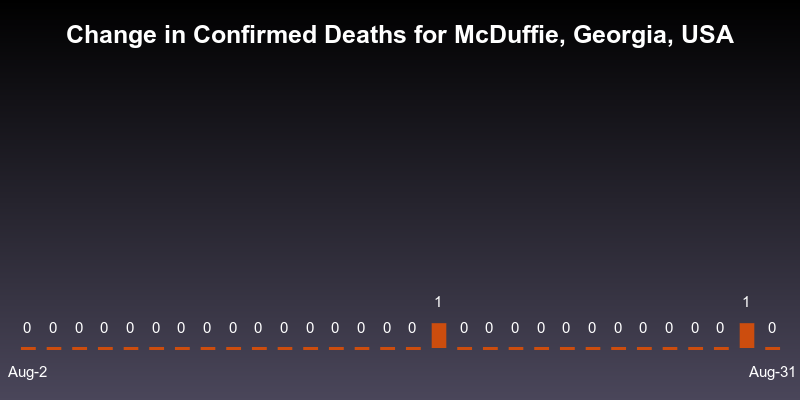 Change in Confirmed Deaths for McDuffie, Georgia, USA
1 1
0 0 0 0 0 0 0 0 0 0 0 0 0 0 0 0 0 0 0 0 0 0 0 0 0 0 0 0
Aug-2 Aug-31